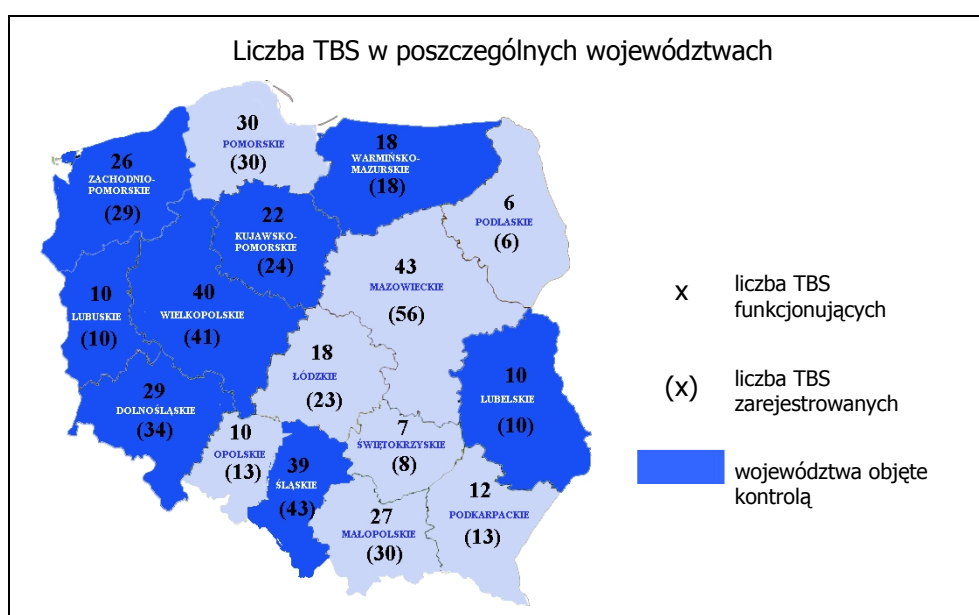 Liczba TBS w poszczególnych województwach
30
POMORSKIE
(30)
18
WARMIŃSKO-
MAZURSKIE
(18)
26
ZACHODNIO-
POMORSKIE
(29)
6
PODLASKIE
(6)
22
KUJAWSKO-
POMORSKIE
(24)
43
MAZOWIECKIE
(56)
10
LUBUSKIE
(10)
40
WIELKOPOLSKIE
(41)
18
ŁÓDZKIE
(23)
10
LUBELSKIE
(10)
29
DOLNOŚLĄSKIE
(34)
10
OPOLSKIE
(13)
39
ŚLĄSKIE
(43)
7
ŚWIĘTOKRZYSKIE
(8)
27
MAŁOPOLSKIE
(30)
12
PODKARPACKIE
(13)
x
liczba TBS
funkcjonujących
(x)
liczba TBS
zarejestrowanych
województwa objęte
kontrolą